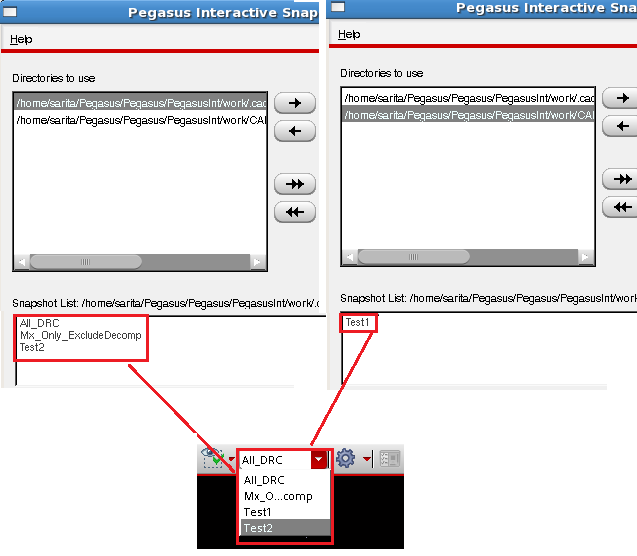 Pegasus Interactive Snap
Help
Directories to use
/home/sarita/Pegasus/Pegasus/PegasusInt/work/.cad
/home/sarita/Pegasus/Pegasus/PegasusInt/work/CAI
Snapshot List: /home/sarita/Pegasus/Pegasus/PegasusInt/work/.c
All_DRC
Mx_Only_ExcludeDecomp
Test2
Pegasus Interactive Sna
Help
Directories to use
/home/sarita/Pegasus/Pegasus/PegasusInt/work/.cad
/home/sarita/Pegasus/Pegasus/PegasusInt/work/CAI
Snapshot List: /home/sarita/Pegasus/Pegasus/PegasusInt/work
Test1
All_DRC
All_DRC
Mx_O...comp
Test1
Test2